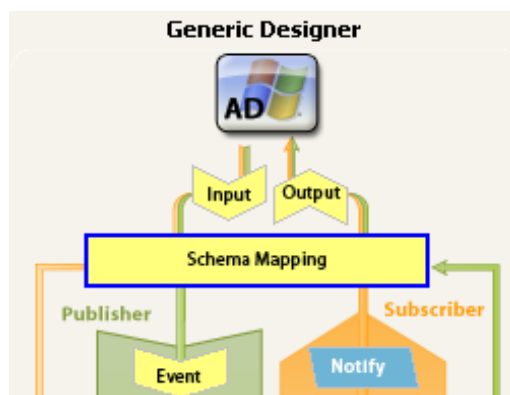 Generic Designer
AD
Input
Output
Schema Mapping
Publisher
Subscriber
Event
Notify